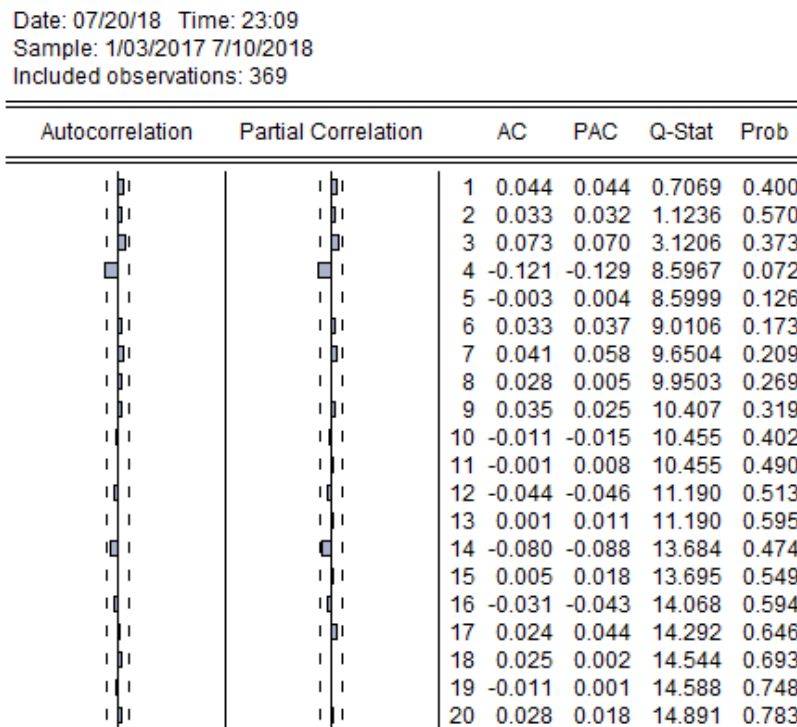 Date: 07/20/18 Time: 23:09
Sample: 1/03/2017 7/10/2018
Included observations: 369
Autocorrelation Partial Correlation AC PAC Q-Stat Prob
1 0.044 0.044 0.7069 0.400
2 0.033 0.032 1.1236 0.570
3 0.073 0.070 3.1206 0.373
4 -0.121 -0.129 8.5967 0.072
5 -0.003 0.004 8.5999 0.126
6 0.033 0.037 9.0106 0.173
7 0.041 0.058 9.6504 0.209
8 0.028 0.005 9.9503 0.269
9 0.035 0.025 10.407 0.319
10 -0.011 -0.015 10.455 0.402
11 -0.001 0.008 10.455 0.490
12 -0.044 -0.046 11.190 0.513
13 0.001 0.011 11.190 0.595
14 -0.080 -0.088 13.684 0.474
15 0.005 0.018 13.695 0.549
16 -0.031 -0.043 14.068 0.594
17 0.024 0.044 14.292 0.646
18 0.025 0.002 14.544 0.693
19 -0.011 0.001 14.588 0.748
20 0.028 0.018 14.891 0.783